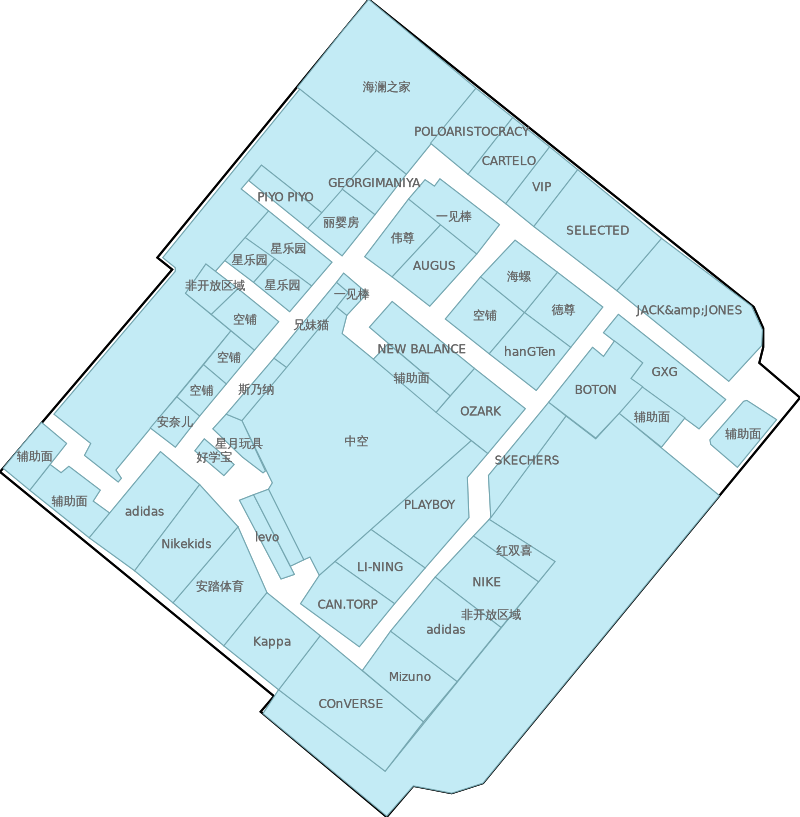 海澜之家
POLOARISTOCRACY
CARTELO
GEORGIMANIYA
VIP
PIYO PIYO
一见棒
丽婴房
SELECTED
伟尊
星乐园
星乐园
AUGUS
海螺
非开放区域
星乐园
一见棒
德尊
JACK&amp;JONES
空铺
空铺
兄妹猫
NEW BALANCE
hanGTen
空铺
GXG
辅助面
空铺
斯乃纳
BOTON
OZARK
辅助面
安奈儿
辅助面
星月玩具
中空
辅助面
好学宝
SKECHERS
辅助面
PLAYBOY
adidas
levo
Nikekids
红双喜
LI-NING
NIKE
安踏体育
CAN.TORP
非开放区域
adidas
Kappa
Mizuno
COnVERSE